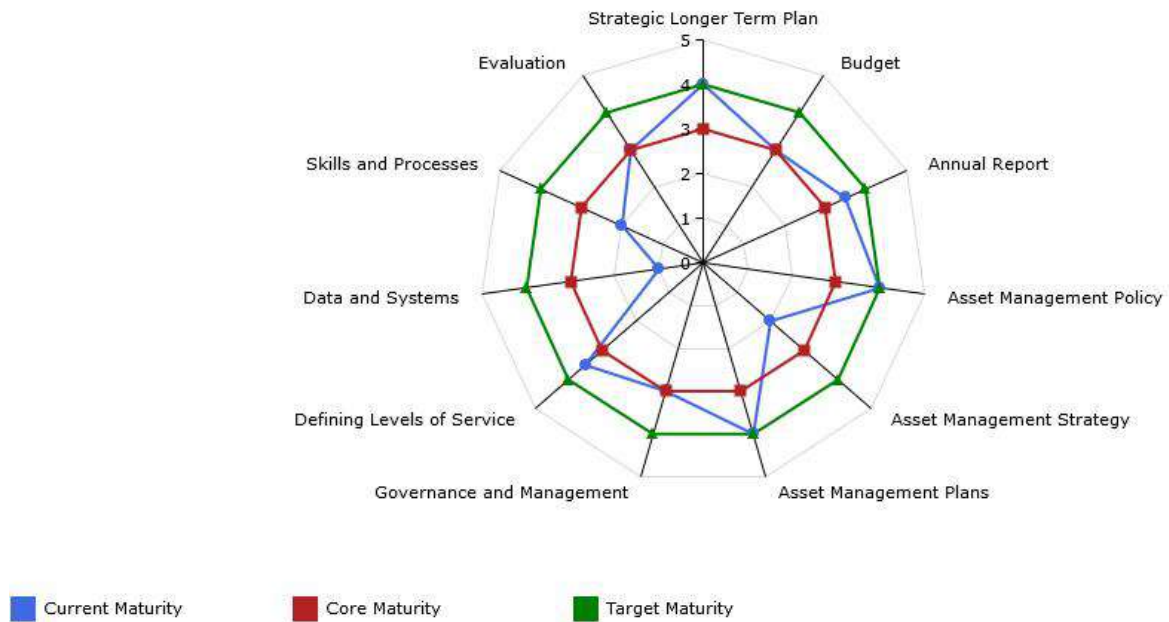 Strategic Longer Term Plan
5
Evaluation
Budget
4
3
Skills and Processes
Annual Report
2
1
0
Data and Systems
Asset Management Policy
Defining Levels of Service
Asset Management Strategy
Governance and Management
Asset Management Plans
Current Maturity
Core Maturity
Target Maturity